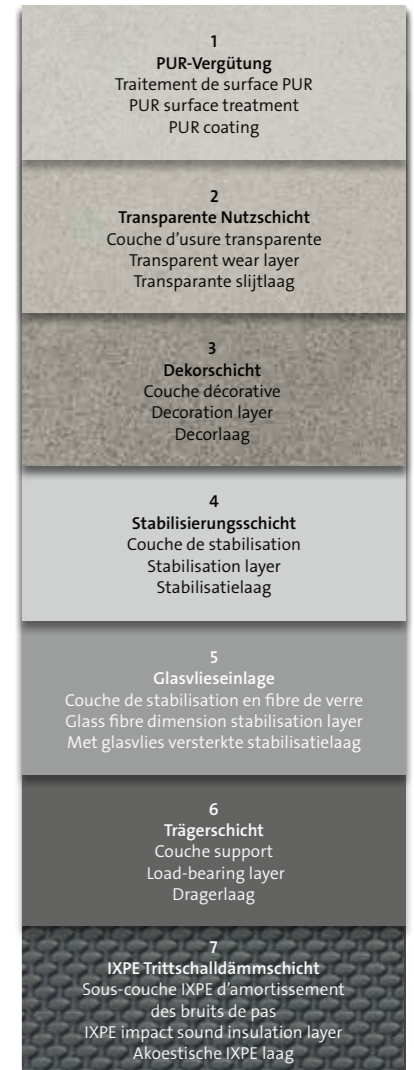 1
PUR-Vergütung
Traitement de surface PUR
PUR surface treatment
PUR coating
2
Transparente Nutzschicht
Couche d'usure transparente
Transparent wear layer
Transparante slijtlaag
3
Dekorschicht
Couche décorative
Decoration layer
Decorlaag
4
Stabilisierungsschicht
Couche de stabilisation
Stabilisation layer
Stabilisatielaag
5
Glasvlieseinlage
Couche de stabilisation en fibre de verre
Glass fibre dimension stabilisation layer
Met glasvlies versterkte stabilisatielaag
6
Trägerschicht
Couche support
Load-bearing layer
Dragerlaag
7
IXPE Trittschalldämmschicht
Sous-couche IXPE d'amortissement
des bruits de pas
IXPE impact sound insulation layer
Akoestische IXPE laag